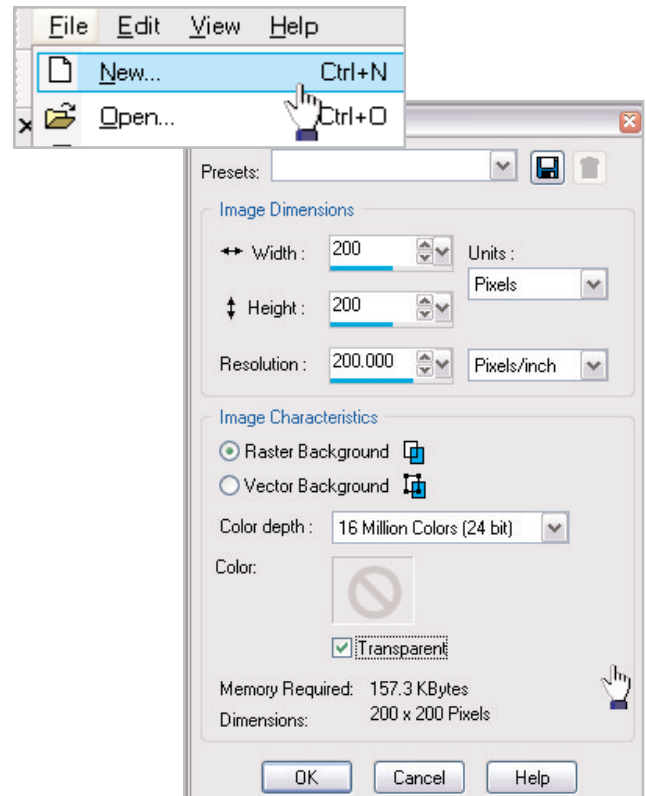 File Edit View Help
New... Ctrl+N
Open... Ctrl+O
Presets:
Image Dimensions
Width : 200 Units :
Pixels
Height : 200
Resolution : 200.000 Pixels/inch
Image Characteristics
Raster Background
Vector Background
Color depth : 16 Million Colors (24 bit)
Color:
Transparent
Memory Required: 157.3 KBytes
Dimensions: 200 x 200 Pixels
OK Cancel Help